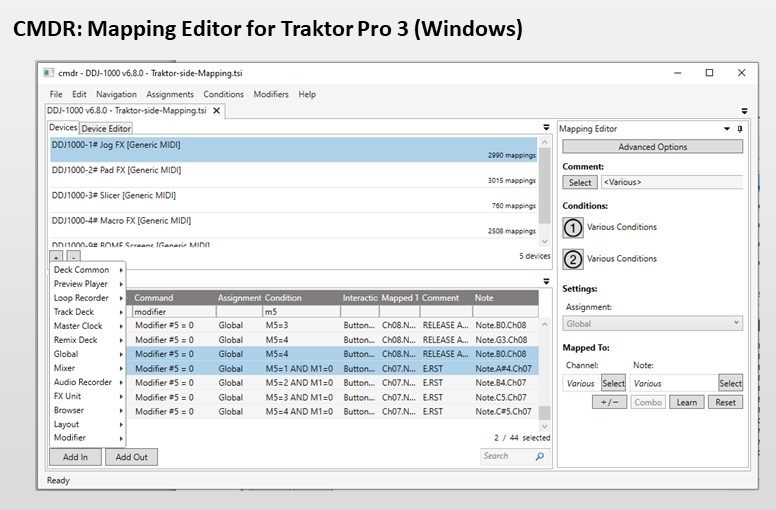 CMDR: Mapping Editor for Traktor Pro 3 (Windows)
cmdr - DDJ-1000 v6.8.0 - Traktor-side-Mapping.tsi
File Edit Navigation Assignments Conditions Modifiers Help
DDJ-1000 v6.8.0 - Traktor-side-Mapping.tsi
Devices Device Editor
DDJ1000-1# Jog FX [Generic MIDI]
2990 mappings
DDJ1000-2# Pad FX [Generic MIDI]
3015 mappings
DDJ1000-3# Slicer [Generic MIDI]
760 mappings
DDJ1000-4# Macro FX [Generic MIDI]
2508 mappings
DDJ1000-9# BOME Screens [Generic MIDI]
+ -
5 devices
Deck Common
Preview Player
Loop Recorder
Track Deck
Master Clock
Remix Deck
Global
Mixer
Audio Recorder
FX Unit
Browser
Layout
Modifier
Command Assignment Condition Interactic Mapped T Comment Note
modifier m5
Modifier #5 = 0 Global M5=3 Button... Ch08.N... RELEASE A... Note.B0.Ch08
Modifier #5 = 0 Global M5=4 Button... Ch08.N... RELEASE A... Note.G3.Ch08
Modifier #5 = 0 Global M5=4 Button... Ch08.N... RELEASE A... Note.B0.Ch08
Modifier #5 = 0 Global M5=1 AND M1=0 Button... Ch07.N... E.RST Note.A#4.Ch07
Modifier #5 = 0 Global M5=2 AND M1=0 Button... Ch07.N... E.RST Note.B4.Ch07
Modifier #5 = 0 Global M5=3 AND M1=0 Button... Ch07.N... E.RST Note.C5.Ch07
Modifier #5 = 0 Global M5=4 AND M1=0 Button... Ch07.N... E.RST Note.C#5.Ch07
2 / 44 selected
Add In Add Out
Search
Ready
Mapping Editor
Advanced Options
Comment:
Select <Various>
Conditions:
1 Various Conditions
2 Various Conditions
Settings:
Assignment:
Global
Mapped To:
Channel: Note:
Various Select Various Select
+/− Combo Learn Reset